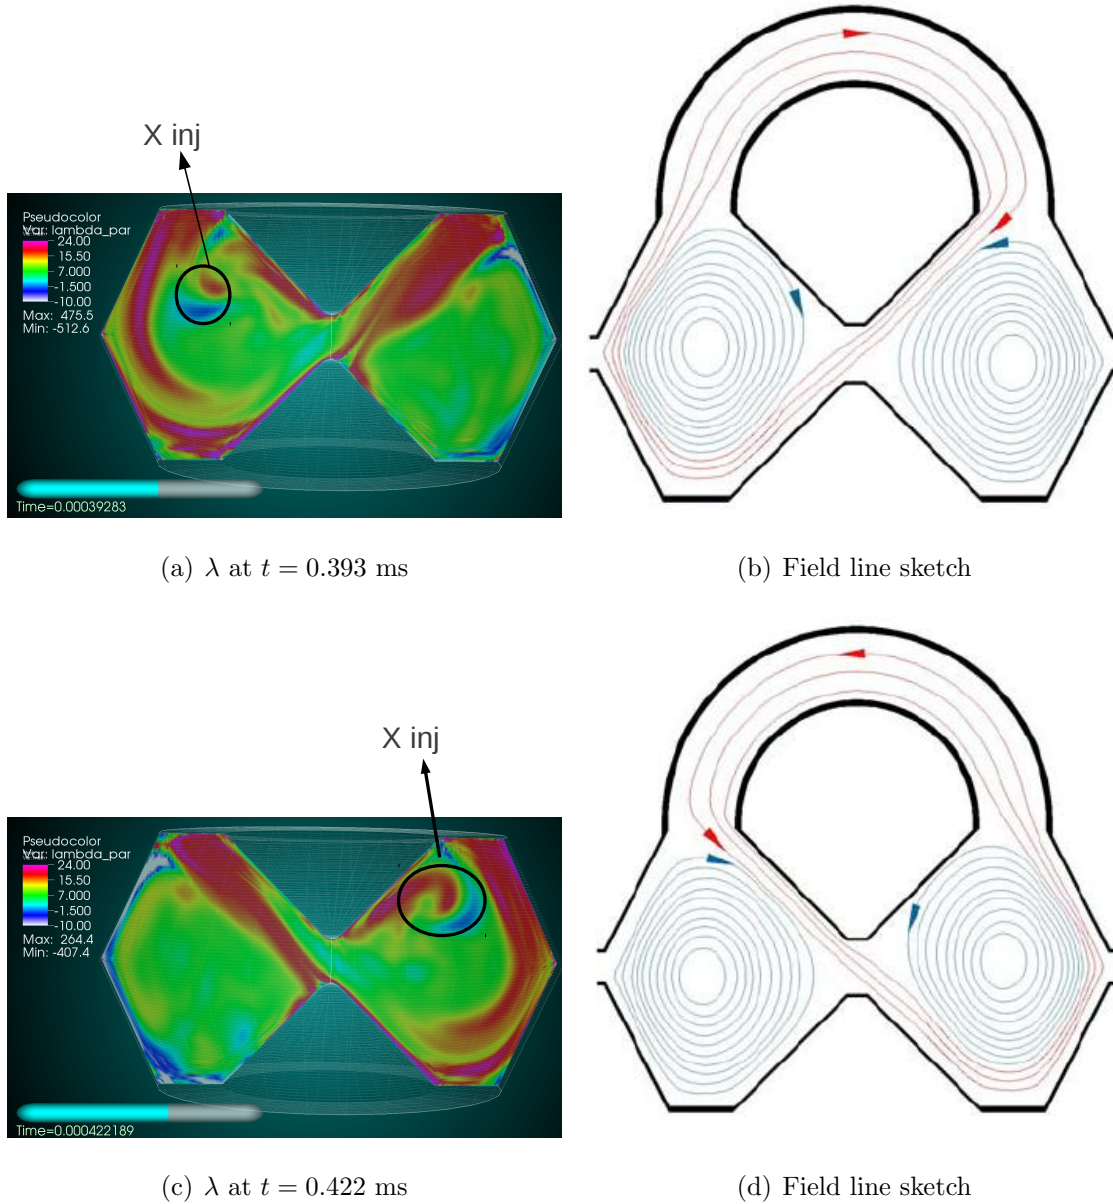 X inj
Pseudocolor
Var: lambda_par
24.00
15.50
7.000
-1.500
-10.00
Max: 475.5
Min: -512.6
Time=0.00039283
(a) λ at t = 0.393 ms
(b) Field line sketch
X inj
Pseudocolor
Var: lambda_par
24.00
15.50
7.000
-1.500
-10.00
Max: 264.4
Min: -407.4
Time=0.000422189
(c) λ at t = 0.422 ms
(d) Field line sketch